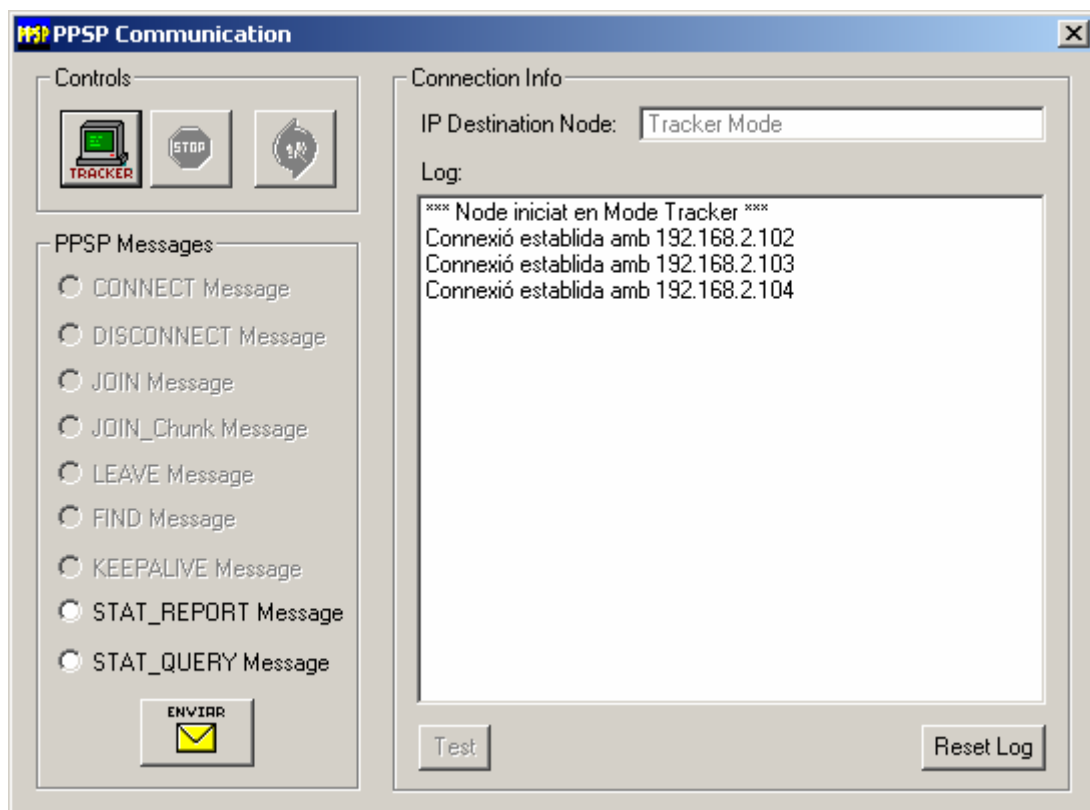 PPSP PPSP Communication
Controls
TRACKER
STOP
Connection Info
IP Destination Node: Tracker Mode
Log:
*** Node iniciat en Mode Tracker ***
Connexió establida amb 192.168.2.102
Connexió establida amb 192.168.2.103
Connexió establida amb 192.168.2.104
PPSP Messages
CONNECT Message
DISCONNECT Message
JOIN Message
JOIN_Chunk Message
LEAVE Message
FIND Message
KEEPALIVE Message
STAT_REPORT Message
STAT_QUERY Message
ENVIAR
Test
Reset Log